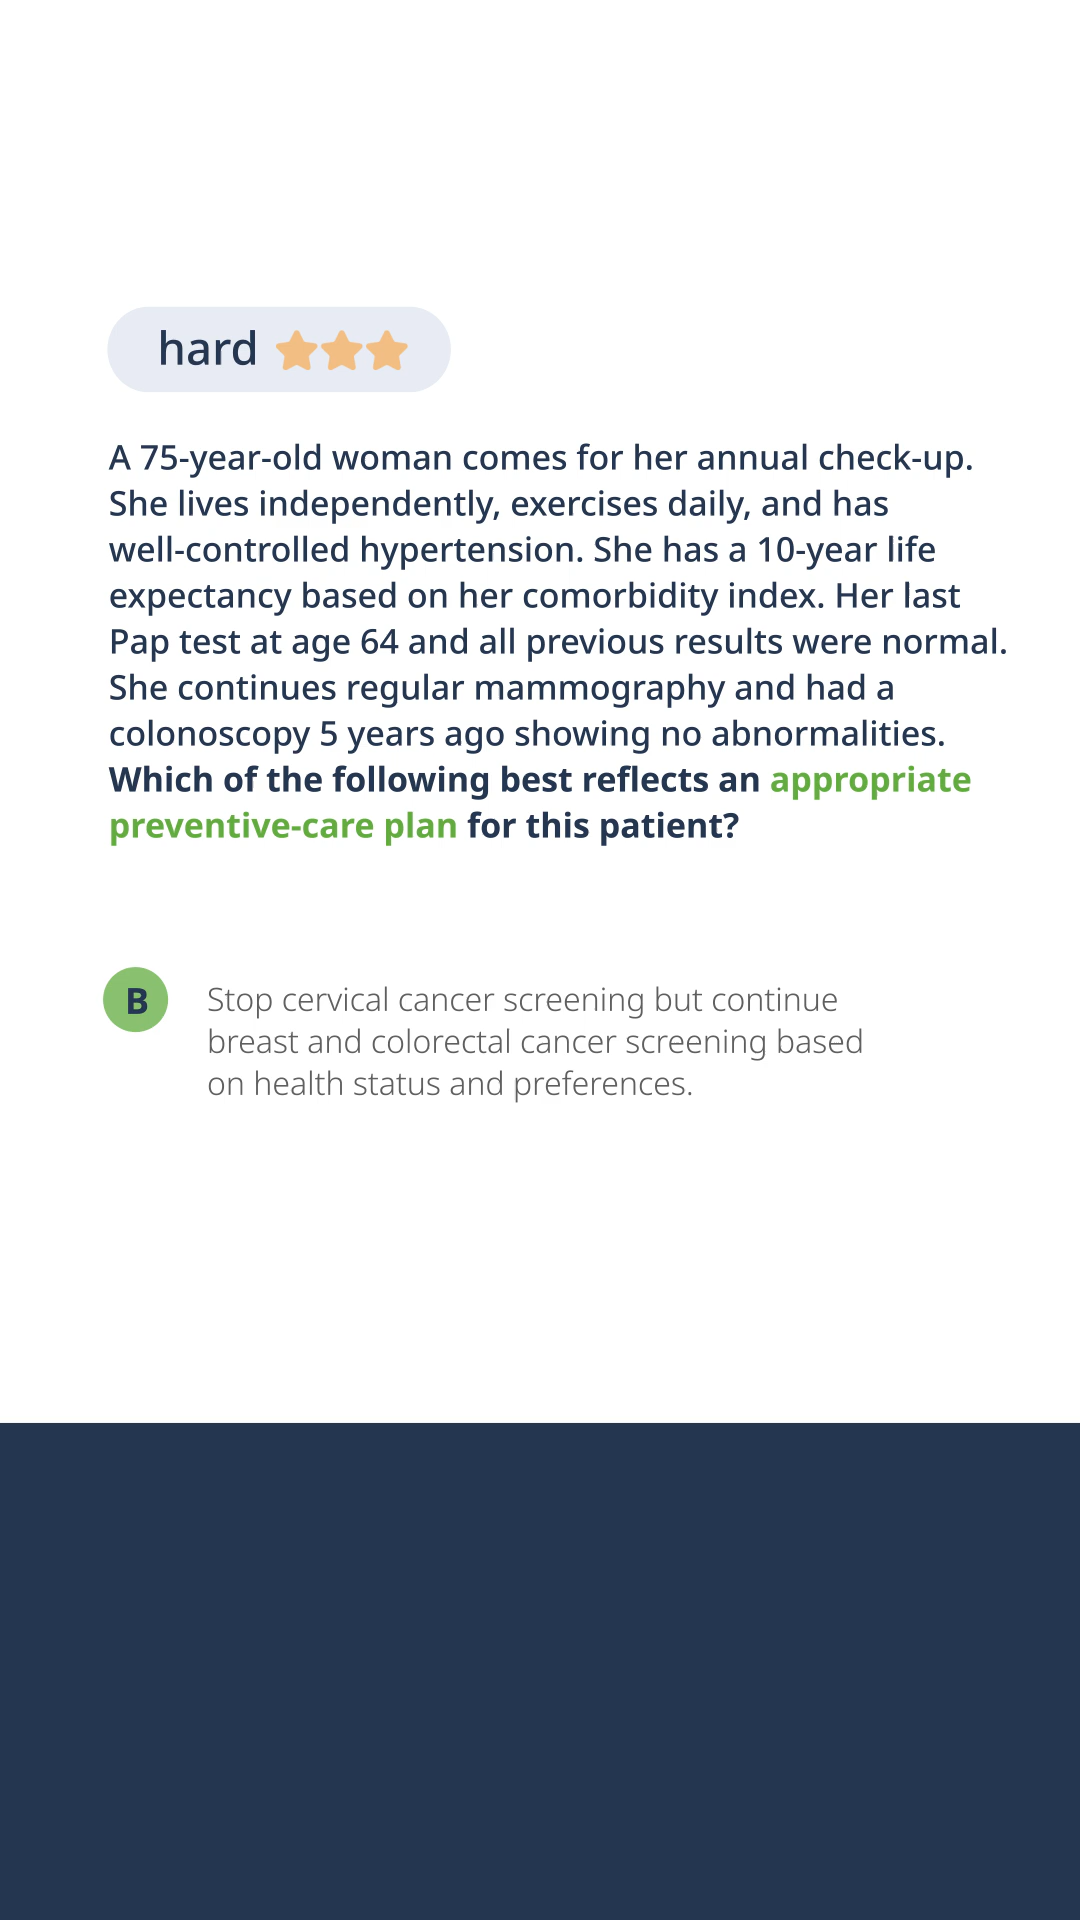 hard
A 75-year-old woman comes for her annual check-up.
She lives independently, exercises daily, and has
well-controlled hypertension. She has a 10-year life
expectancy based on her comorbidity index. Her last
Pap test at age 64 and all previous results were normal.
She continues regular mammography and had a
colonoscopy 5 years ago showing no abnormalities.
Which of the following best reflects an appropriate
preventive-care plan for this patient?
B
Stop cervical cancer screening but continue
breast and colorectal cancer screening based
on health status and preferences.